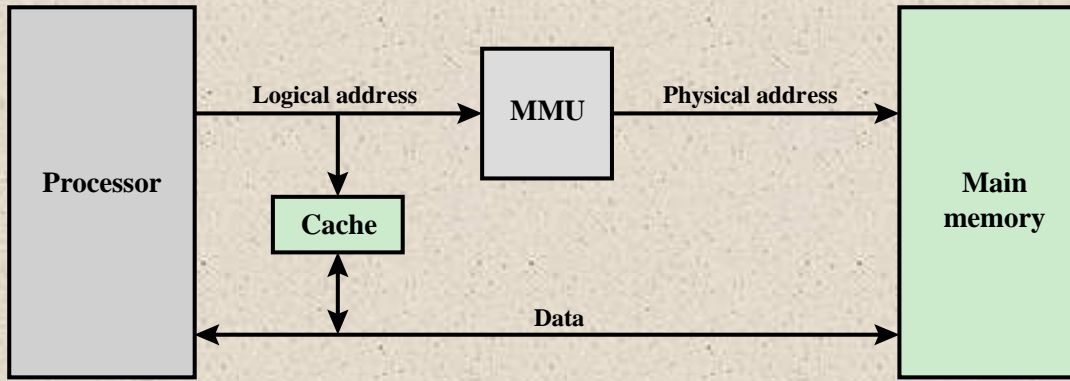 Logical address
MMU
Physical address
Processor
Cache
Main
memory
Data